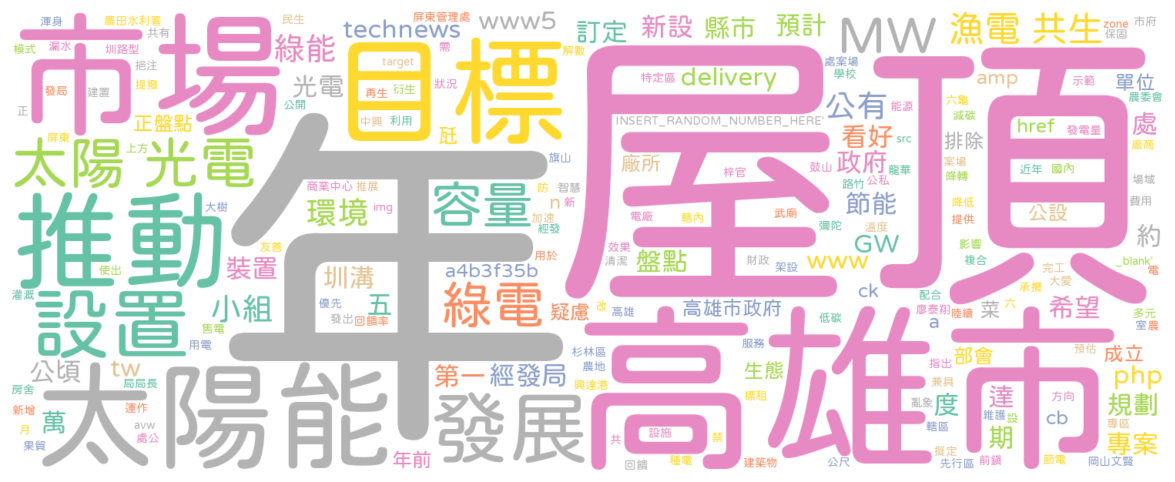 渾身 農田水利署 民生 屏東管理處 www5 訂定 新設 縣市 預計 MW 漁電 共生 zone 市府
模式 漏水 圳路型 共有 綠能 technews 需 解數 保固
市場 挹注 目標 target 特定區 delivery 處案場 學校 amp 示範 單位
發局 建置 提撥 光電 再生 衍生 狀況 屋頂 公有 能源 六龜 農委會
正 正盤點 公開 中興 利用 瓩 INSERT_RANDOM_NUMBER_HERE' 看好 src 減碳 href 發電量 處
屏東 上方 廠所 鼓山 政府 龍華 排除 案場 近年 國內 廠商
太陽 光電 年 旗山 梓官 路竹 公私 降轉 場域
商業中心 推展 容量 防 智慧 節能 降低 提供 費用
推動 大樹 環境 img n 新 電廠 轄內 武廟 彌陀 溫度 公設 約
加速 經發 GW 影響
友善 效果 清潔 盤點 財政 架設 www 複合 _blank'
灌溉 使出 裝置 圳溝 a4b3f35b 用於 完工 大愛 電
設置 小組 優先 五 綠電 疑慮 改 高雄 高雄市政府 ck 配合 承攬 菜 六 希望
售電 用電 發出 回饋率 低碳 廖泰翔 陸續 a 多元 室 農
公頃 tw 杉林區 服務 指出 部會 預估 成立
房舍 局局長 太陽能 第一 經發局 農地 興達港 生態 兼具 php
新增 萬 運作 發展 高雄市 標租 亂象 度 達 維護 設 方向 cb 規劃
月 avw 轄區 期 專區
果貿 處公 共 設施 禁 擬定 前鎮 專案
年前 回饋 種電 建築物 公尺 先行區 節電 岡山文賢